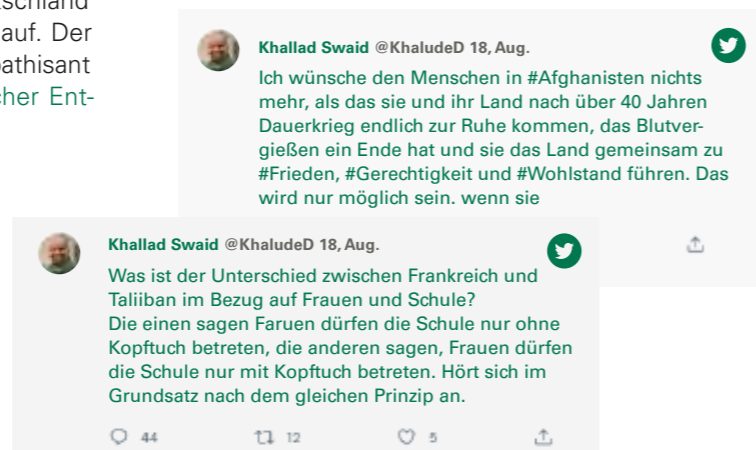 tschland
auf. Der
pathisant
cher Ent-
Khallad Swaid @KhaludeD 18, Aug.
Ich wünsche den Menschen in #Afghanisten nichts
mehr, als das sie und ihr Land nach über 40 Jahren
Dauerkrieg endlich zur Ruhe kommen, das Blutver-
gießen ein Ende hat und sie das Land gemeinsam zu
#Frieden, #Gerechtigkeit und #Wohlstand führen. Das
wird nur möglich sein. wenn sie
Khallad Swaid @KhaludeD 18, Aug.
Was ist der Unterschied zwischen Frankreich und
Taliiban im Bezug auf Frauen und Schule?
Die einen sagen Faruen dürfen die Schule nur ohne
Kopftuch betreten, die anderen sagen, Frauen dürfen
die Schule nur mit Kopftuch betreten. Hört sich im
Grundsatz nach dem gleichen Prinzip an.
44 12 5